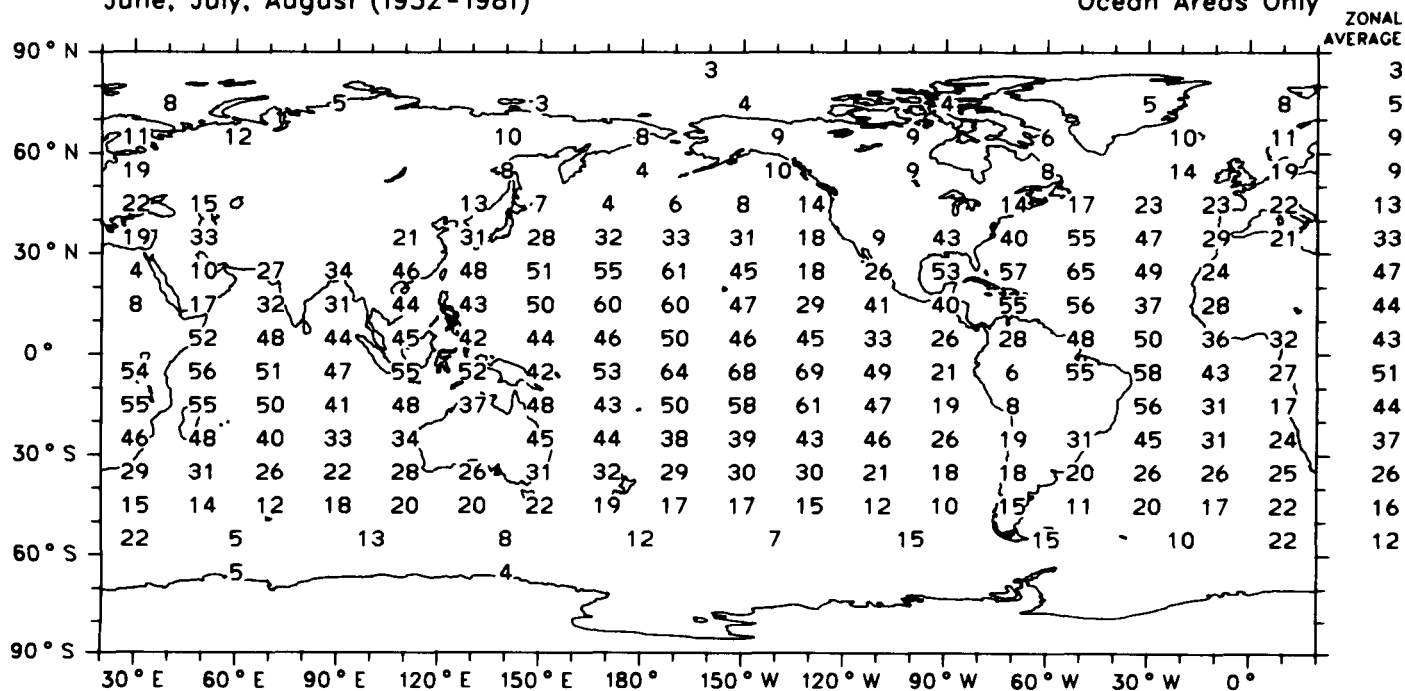 June, July, August (1952-1981) Ocean Areas Only
ZONAL
AVERAGE
90° N
3 3
8 5 3 4 4 5 8 5
11 12 10 8 9 9 6 10 11 9
60° N
19 8 4 10 9 8 14 19 9
22 15 13 7 4 6 8 14 14 17 23 23 22 13
19 33 21 31 28 32 33 31 18 9 43 40 55 47 29 21 33
30° N
4 10 27 34 46 48 51 55 61 45 18 26 53 57 65 49 24 47
8 17 32 31 44 43 50 60 60 47 29 41 40 55 56 37 28 44
52 48 44 45 42 44 46 50 46 45 33 26 28 48 50 36 32 43
0°
54 56 51 47 55 52 42 53 64 68 69 49 21 6 55 58 43 27 51
55 55 50 41 48 37 48 43 50 58 61 47 19 8 56 31 17 44
46 48 40 33 34 45 44 38 39 43 46 26 19 31 45 31 24 37
30° S
29 31 26 22 28 26 31 32 29 30 30 21 18 18 20 26 26 25 26
15 14 12 18 20 20 22 19 17 17 15 12 10 15 11 20 17 22 16
22 5 13 8 12 7 15 15 10 22 12
60° S
5 4
90° S
30° E 60° E 90° E 120° E 150° E 180° 150° W 120° W 90° W 60° W 30° W 0°